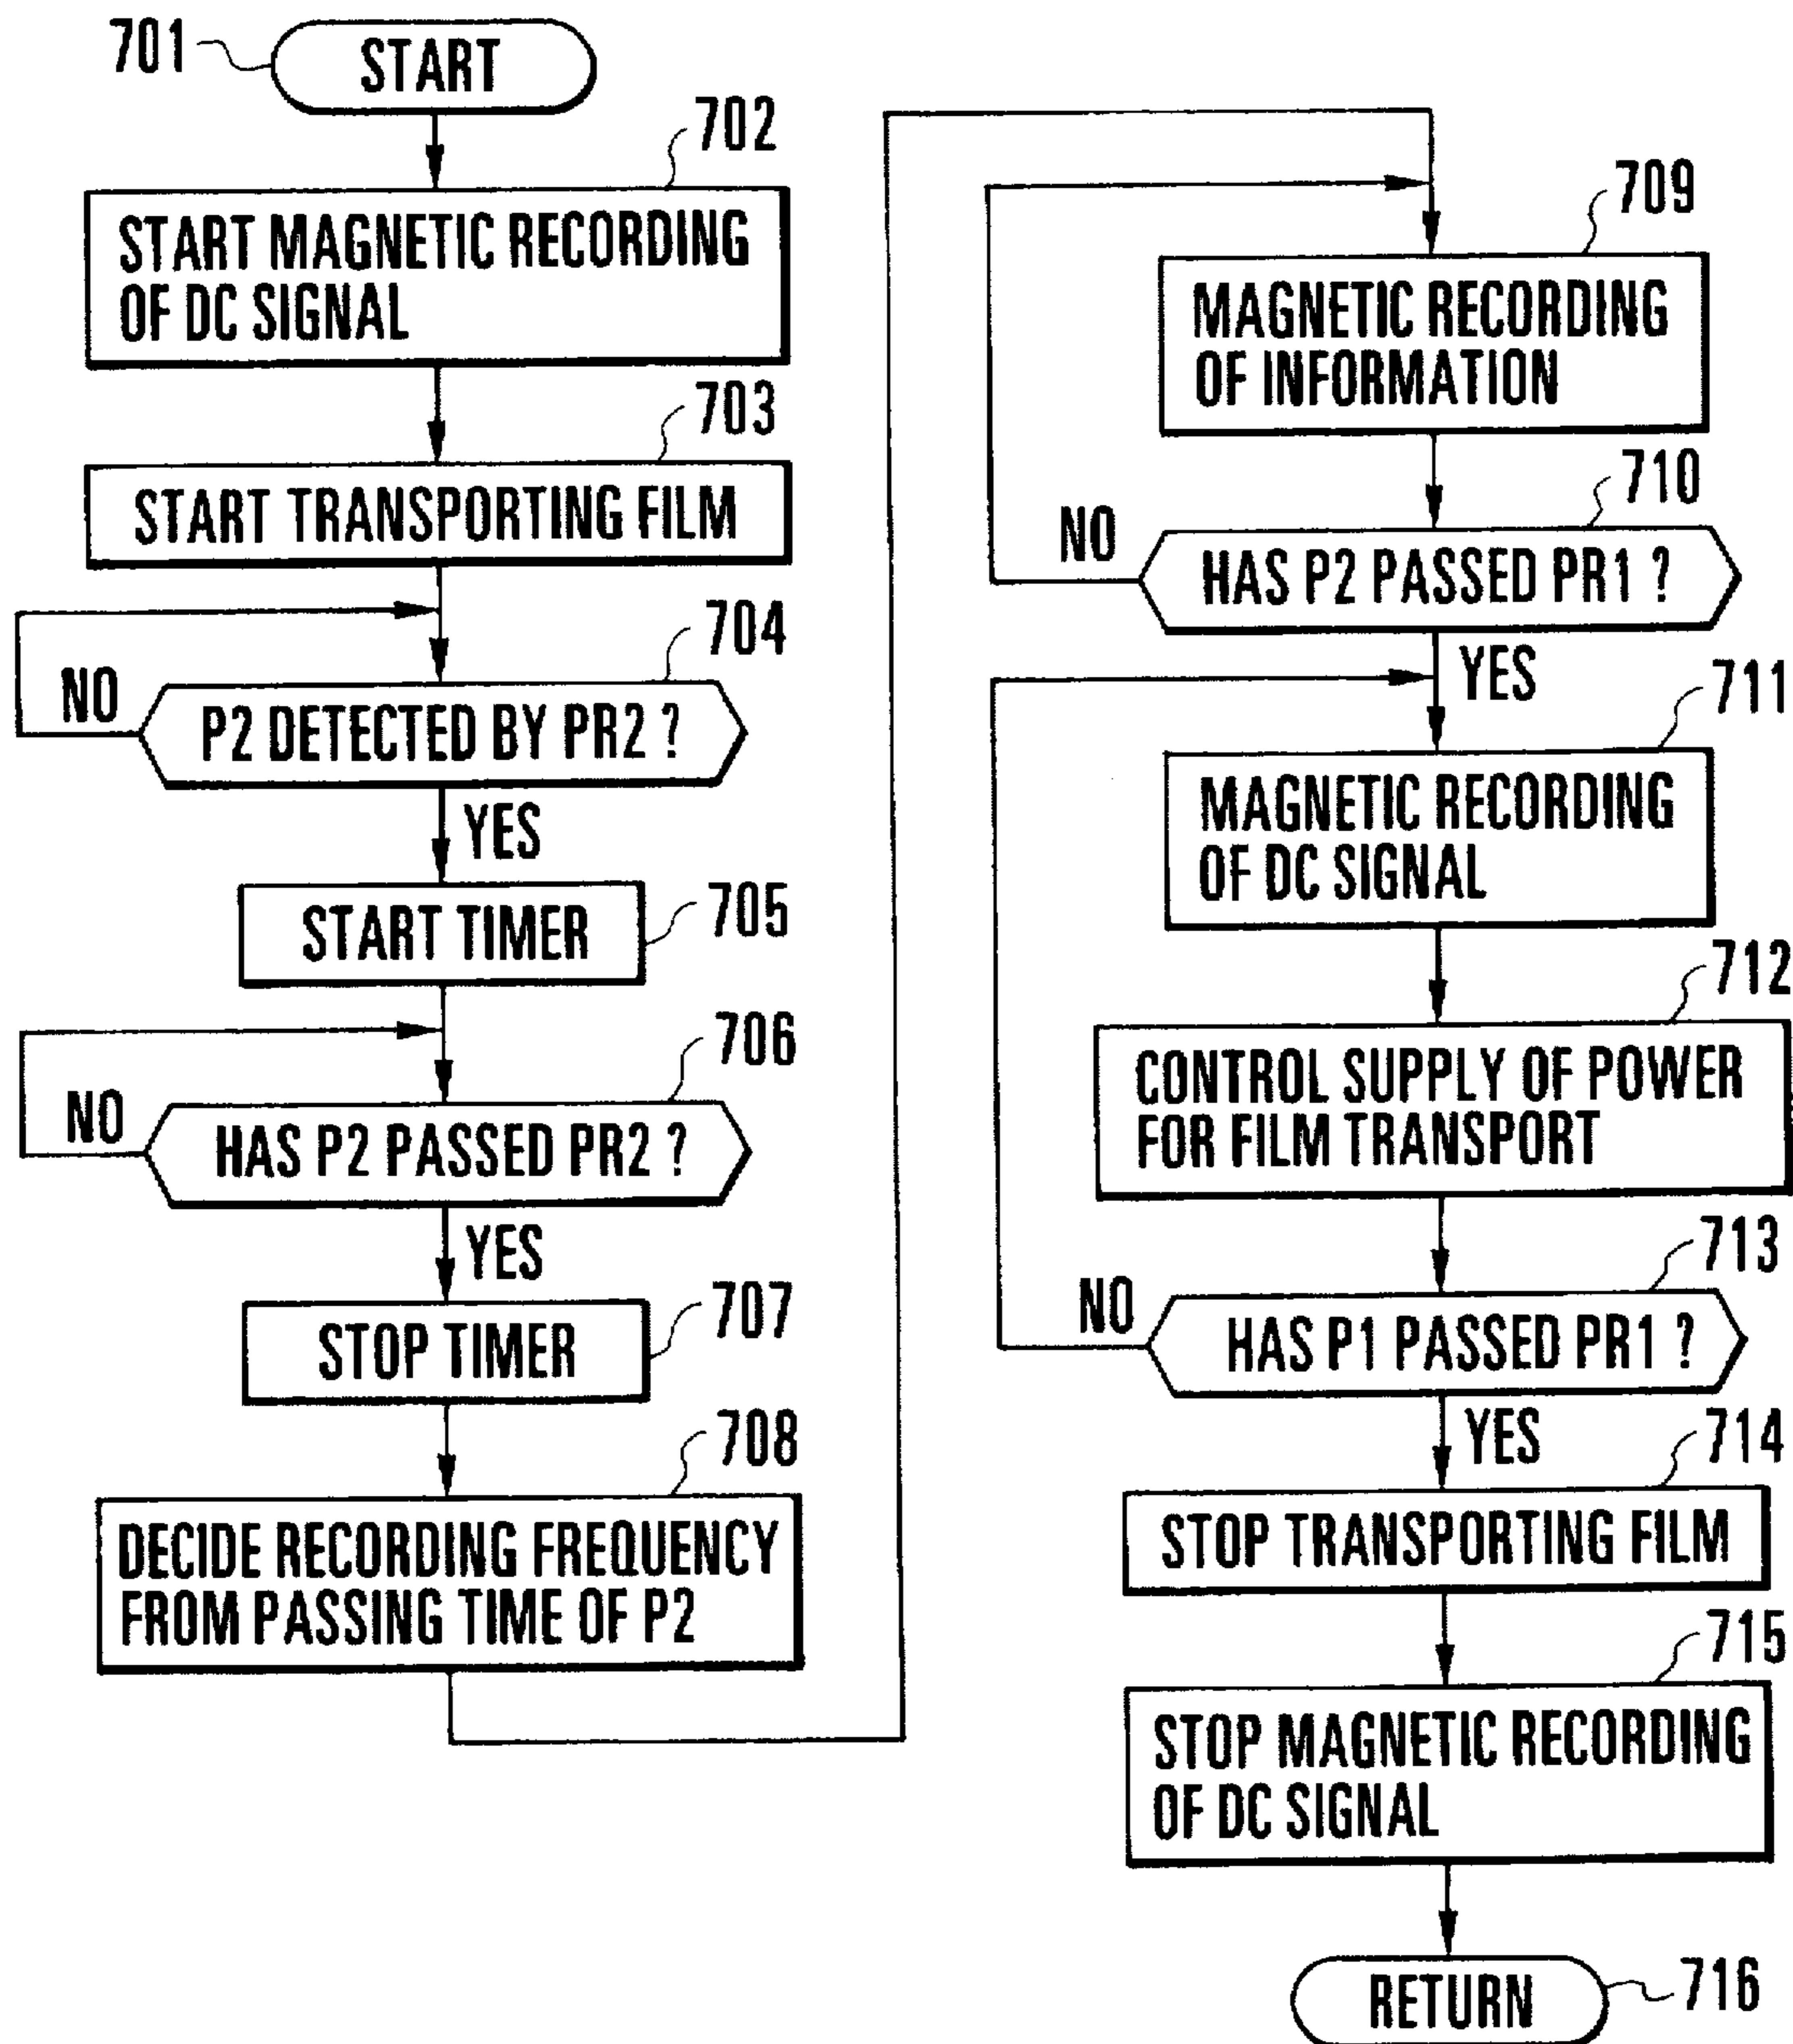 701
START
702
START MAGNETIC RECORDING
OF DC SIGNAL
703
START TRANSPORTING FILM
704
NO
P2 DETECTED BY PR2 ?
YES
START TIMER
705
706
NO
HAS P2 PASSED PR2 ?
YES
707
STOP TIMER
708
DECIDE RECORDING FREQUENCY
FROM PASSING TIME OF P2
709
MAGNETIC RECORDING
OF INFORMATION
710
NO
HAS P2 PASSED PR1 ?
YES
711
MAGNETIC RECORDING
OF DC SIGNAL
712
CONTROL SUPPLY OF POWER
FOR FILM TRANSPORT
713
NO
HAS P1 PASSED PR1 ?
YES
714
STOP TRANSPORTING FILM
715
STOP MAGNETIC RECORDING
OF DC SIGNAL
RETURN
716